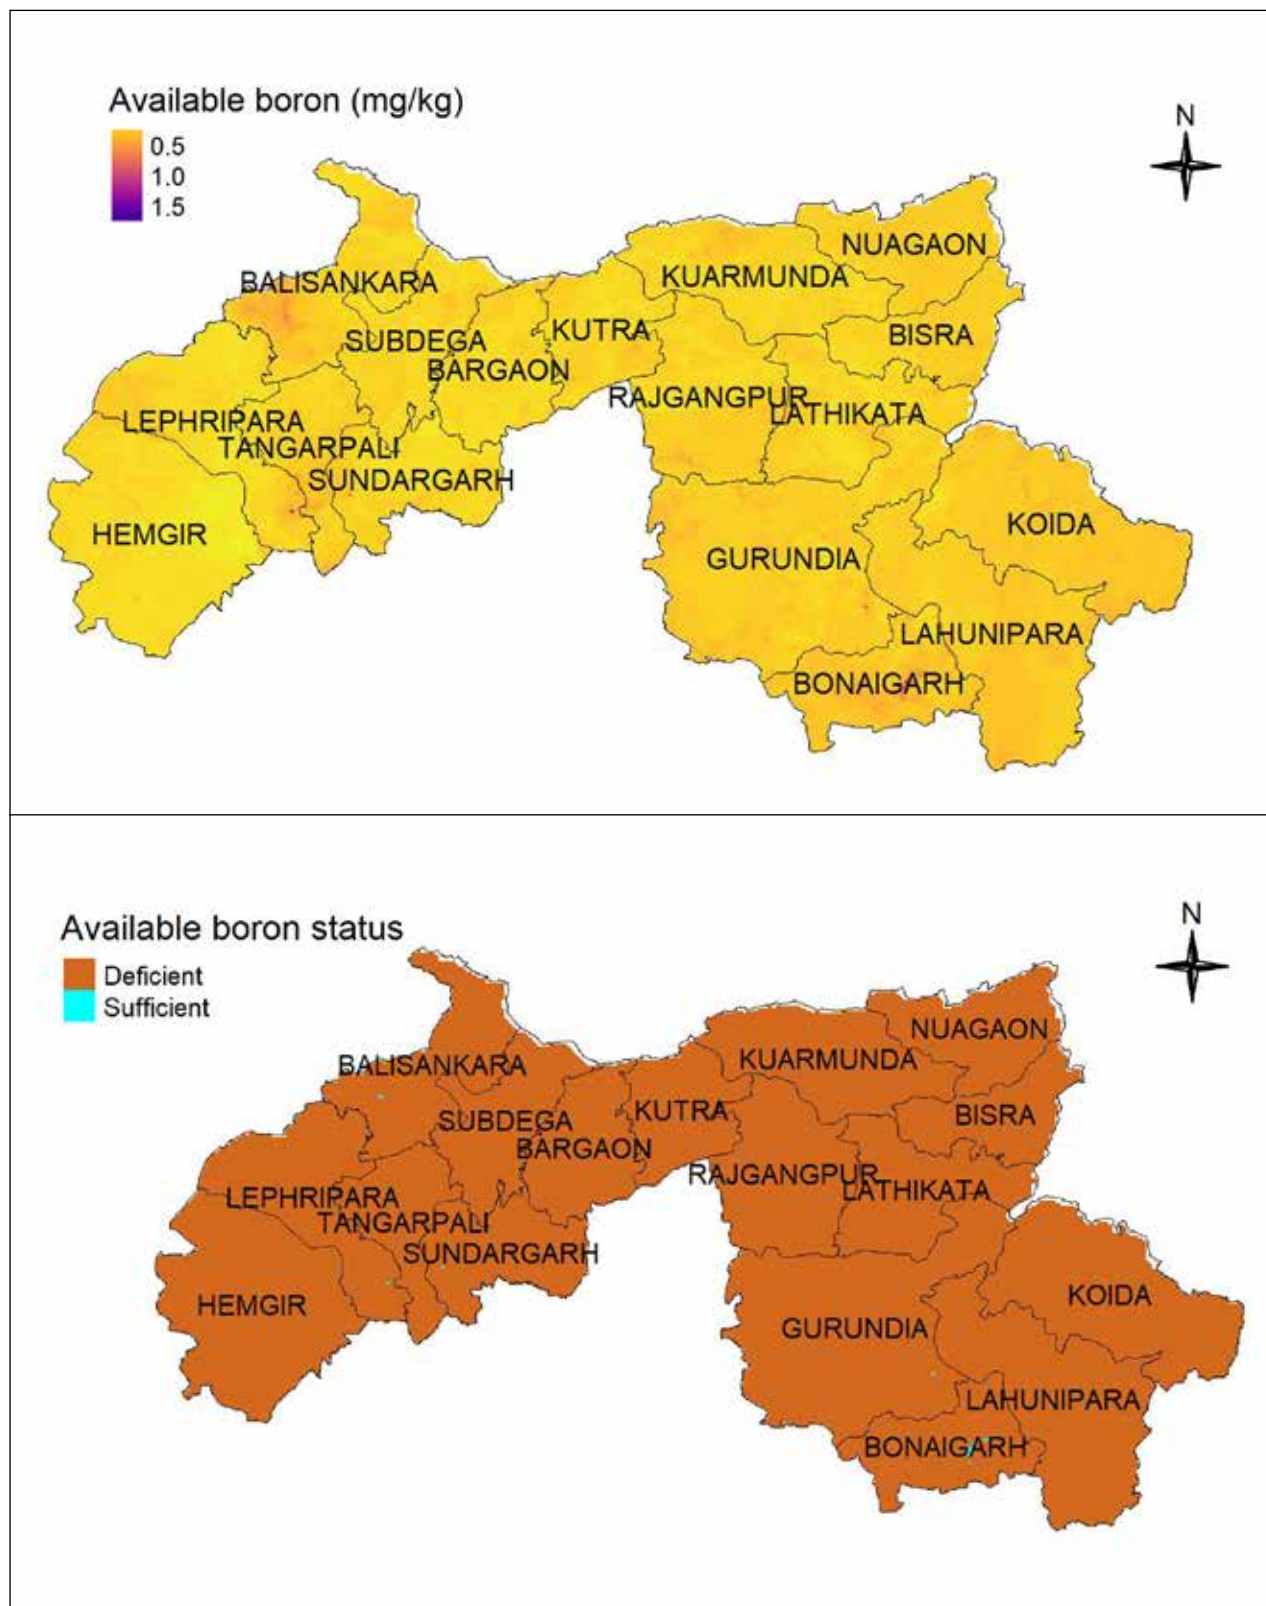 Available boron (mg/kg)
0.5
1.0
1.5
N
NUAGAON
KUARMUNDA
BALISANKARA
BISRA
KUTRA
SUBDEGA
BARGAON
RAJGANGPUR
LATHIKATA
LEPHRIPARA
TANGARPALI
SUNDARGARH
KOIDA
HEMGIR
GURUNDIA
LAHUNIPARA
BONAIGARH
Available boron status
Deficient
Sufficient
N
NUAGAON
KUARMUNDA
BALISANKARA
KUTRA
BISRA
SUBDEGA
BARGAON
RAJGANGPUR
LATHIKATA
LEPHRIPARA
TANGARPALI
SUNDARGARH
KOIDA
HEMGIR
GURUNDIA
LAHUNIPARA
BONAIGARH